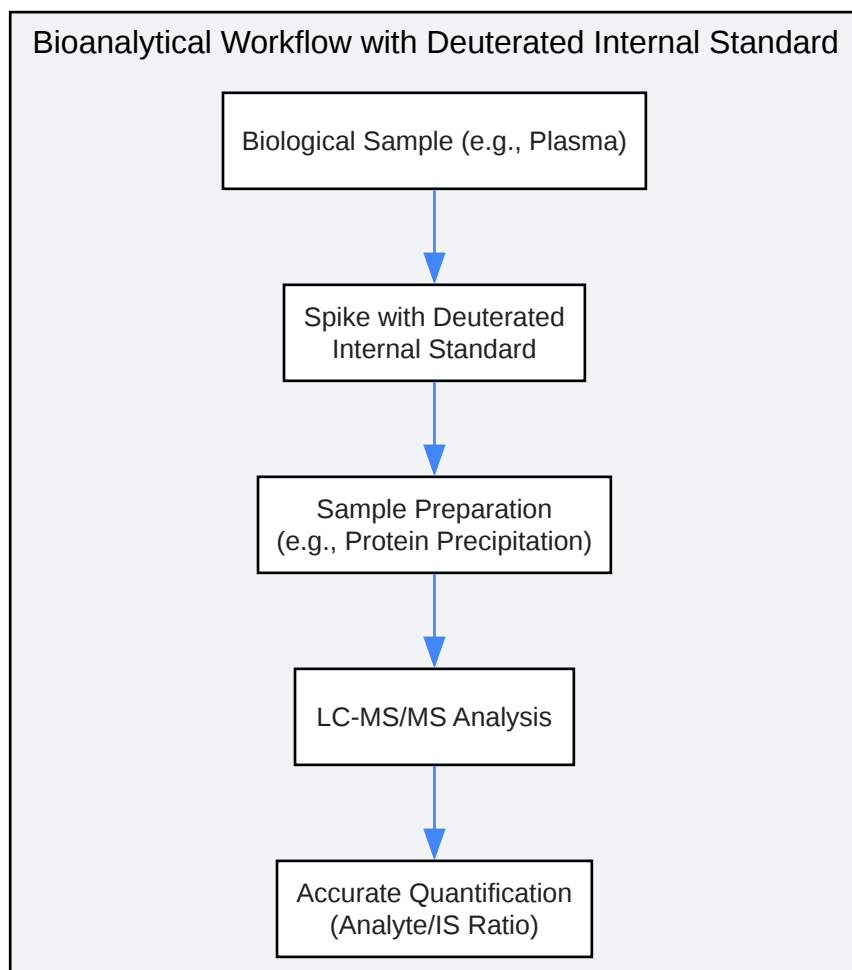 Bioanalytical Workflow with Deuterated Internal Standard
Biological Sample (e.g., Plasma)
Spike with Deuterated
Internal Standard
Sample Preparation
(e.g., Protein Precipitation)
LC-MS/MS Analysis
Accurate Quantification
(Analyte/IS Ratio)